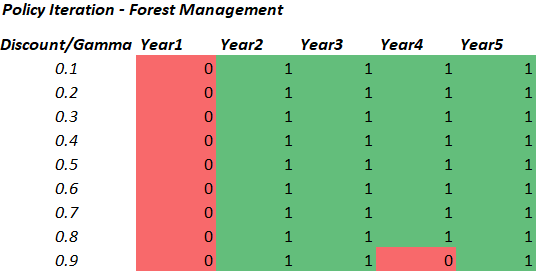 Policy Iteration - Forest Management
Discount/Gamma Year1 Year2 Year3 Year4 Year5
0.1 0 1 1 1 1
0.2 0 1 1 1 1
0.3 0 1 1 1 1
0.4 0 1 1 1 1
0.5 0 1 1 1 1
0.6 0 1 1 1 1
0.7 0 1 1 1 1
0.8 0 1 1 1 1
0.9 0 1 1 0 1